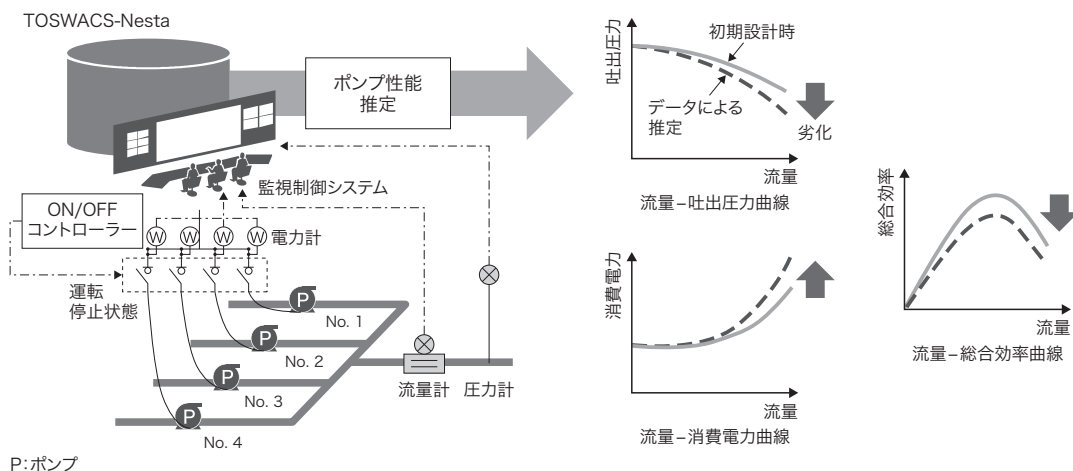 TOSWACS-Nesta
ポンプ性能
推定
監視制御システム
ON/OFF
コントローラー
W
W
W
W
電力計
運転
停止状態
P
No. 1
P
No. 2
P
No. 3
P
No. 4
流量計
圧力計
P:ポンプ
吐出圧力
初期設計時
データによる
推定
劣化
流量
流量−吐出圧力曲線
消費電力
流量
流量−消費電力曲線
総合効率
流量
流量−総合効率曲線